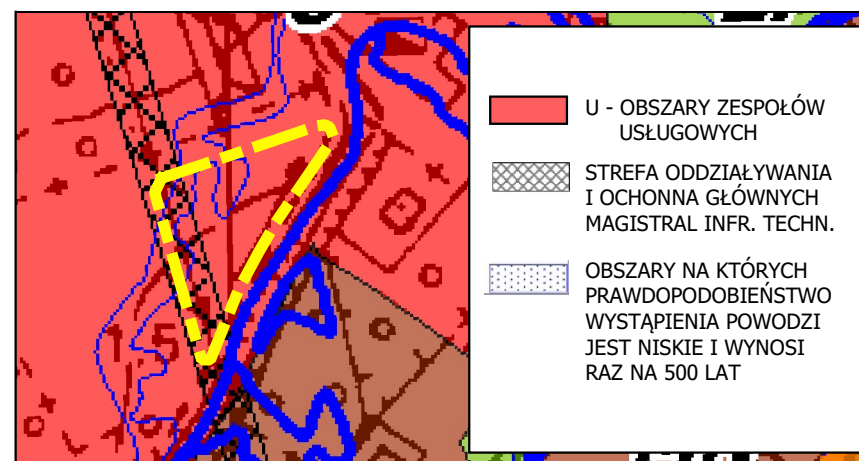 U - OBSZARY ZESPOŁÓW
USŁUGOWYCH
STREFA ODDZIAŁYWANIA
I OCHONNA GŁÓWNYCH
MAGISTRAL INFR. TECHN.
OBSZARY NA KTÓRYCH
PRAWDOPODOBIEŃSTWO
WYSTĄPIENIA POWODZI
JEST NISKIE I WYNOSI
RAZ NA 500 LAT